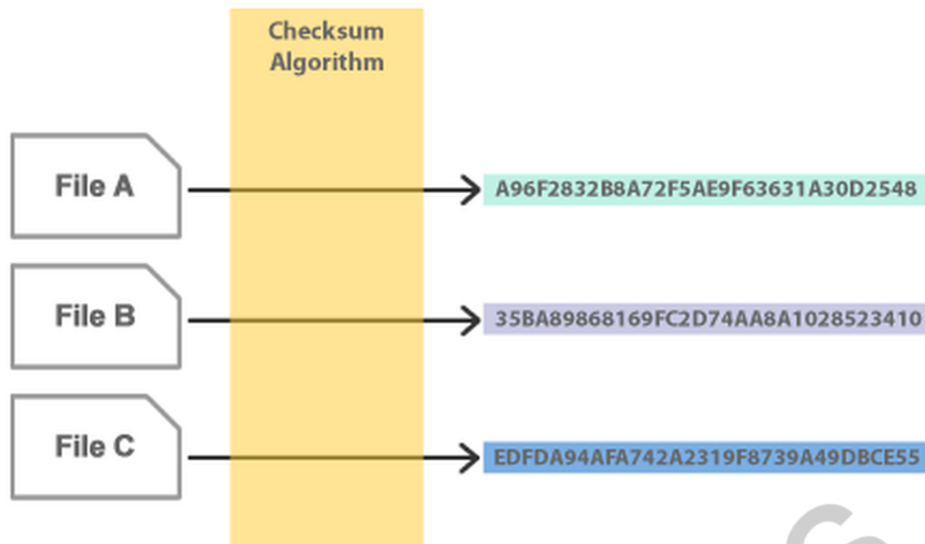 Checksum
Algorithm
File A
A96F2832B8A72F5AE9F63631A30D2548
File B
35BA89868169FC2D74AA8A1028523410
File C
EDFDA94AFA742A2319F8739A49DBCE55